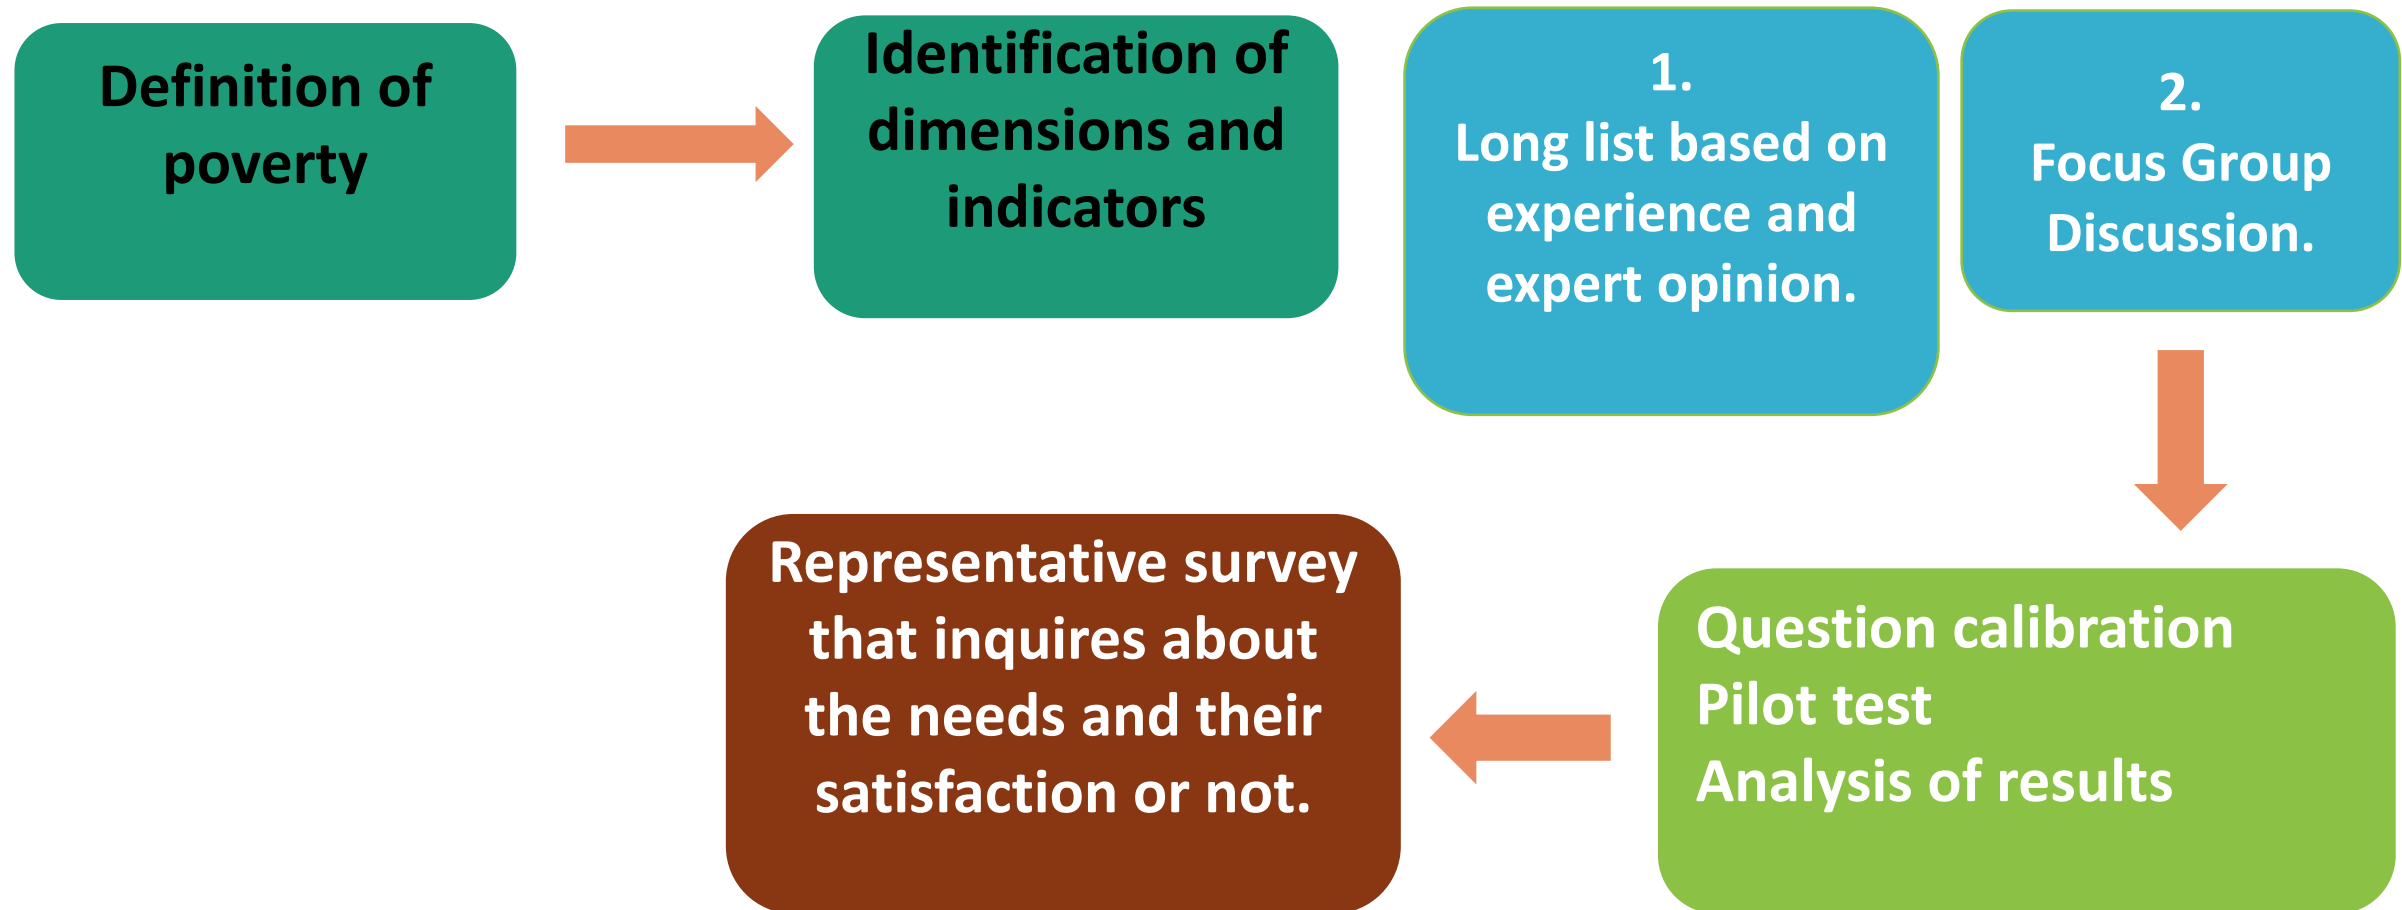 Definition of
poverty
Identification of
dimensions and
indicators
1.
Long list based on
experience and
expert opinion.
2.
Focus Group
Discussion.
Question calibration
Pilot test
Analysis of results
Representative survey
that inquires about
the needs and their
satisfaction or not.